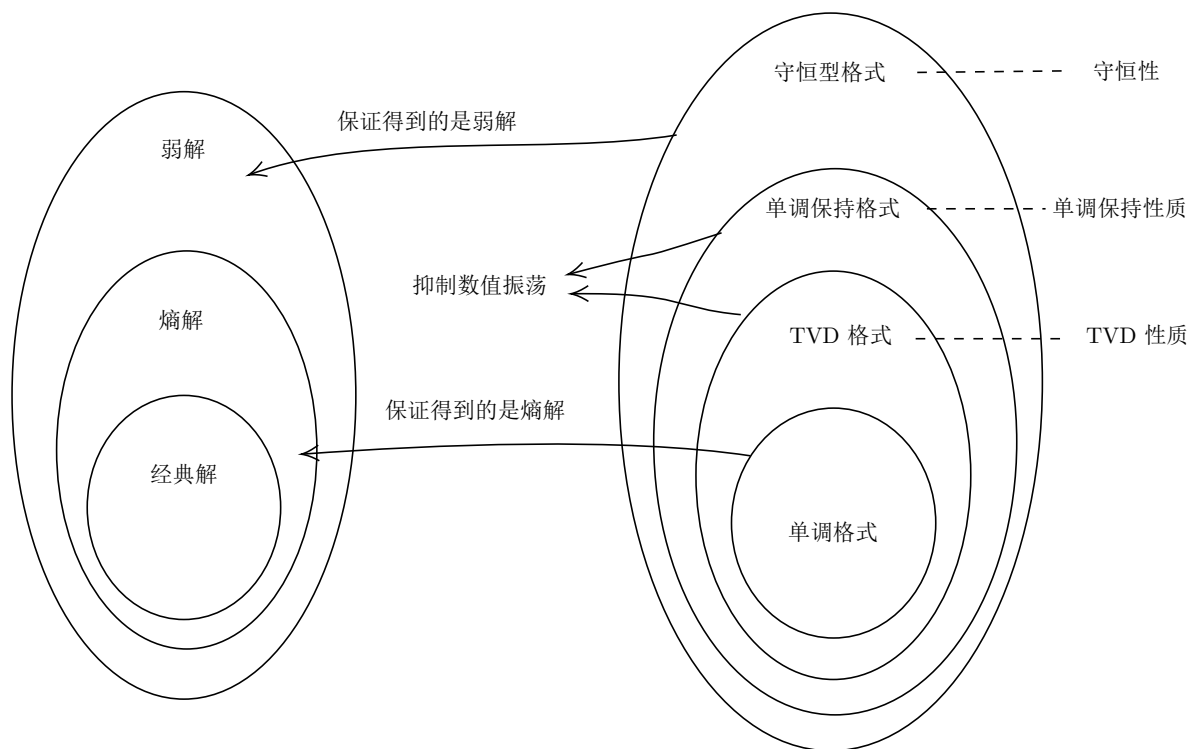 守恒型格式
守恒性
保证得到的是弱解
弱解
单调保持格式
单调保持性质
抑制数值振荡
熵解
TVD 格式
TVD 性质
保证得到的是熵解
经典解
单调格式